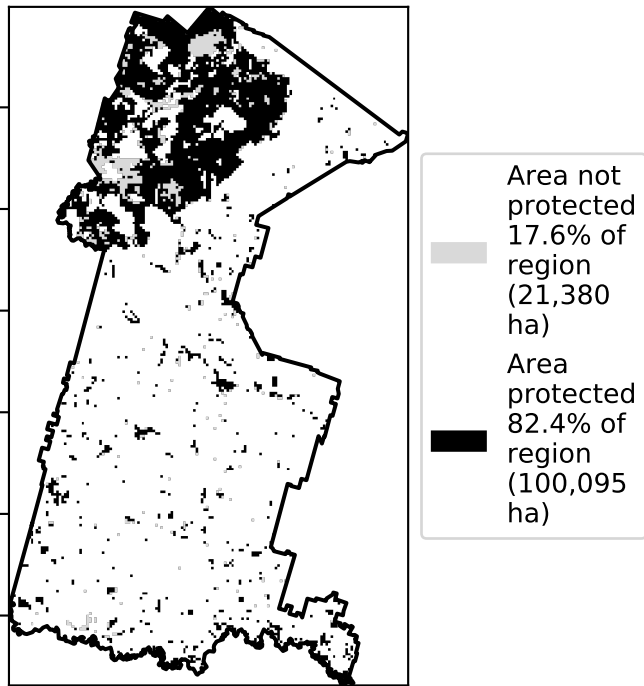 Area not
protected
17.6% of
region
(21,380
ha)
Area
protected
82.4% of
region
(100,095
ha)